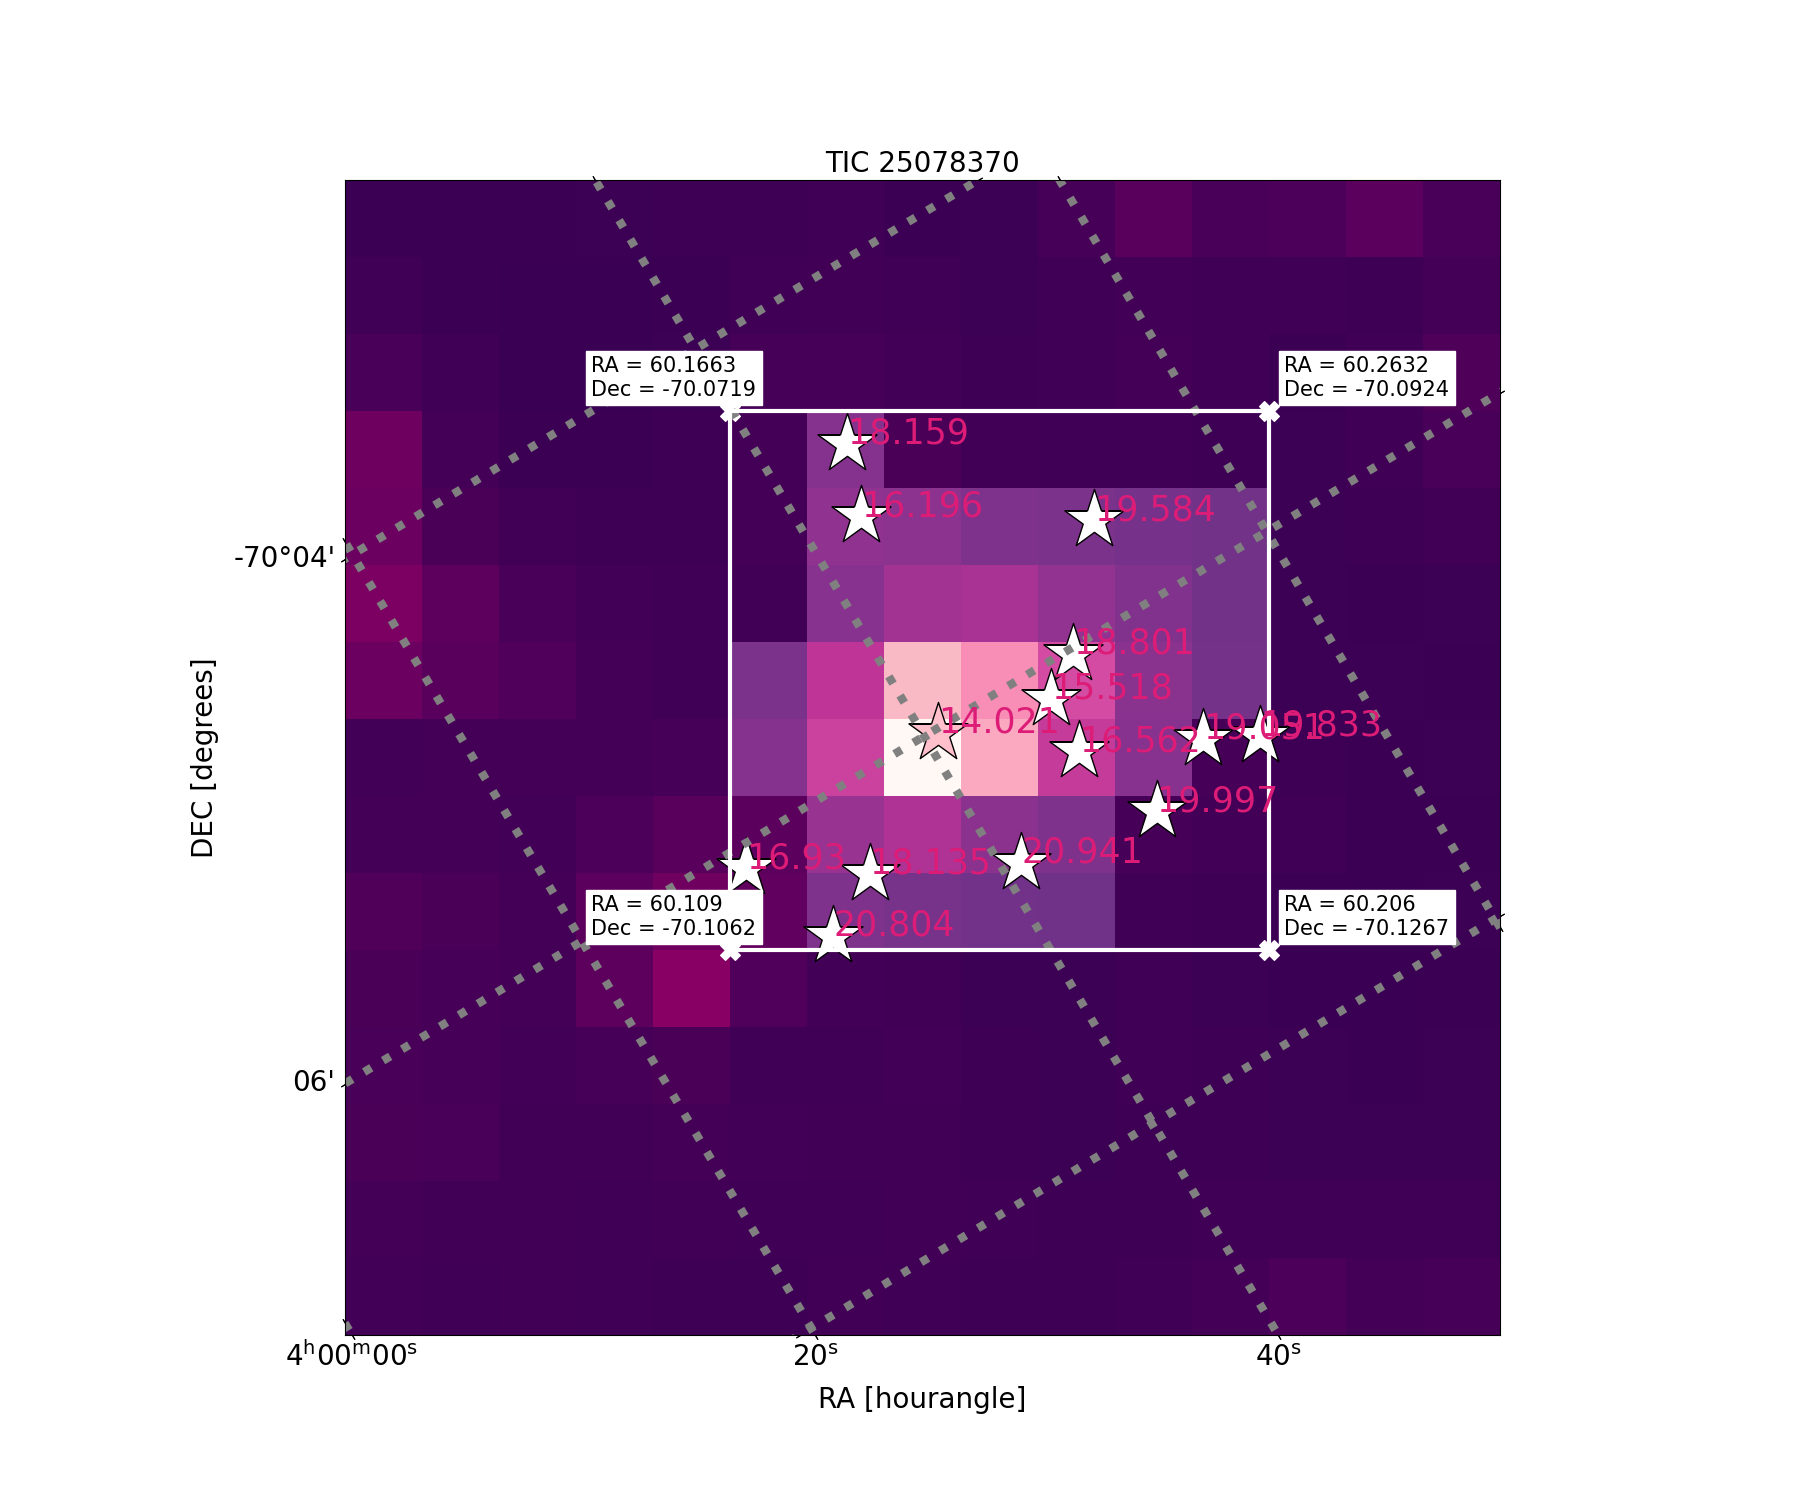 TIC 25078370
RA = 60.1663
Dec = -70.0719
RA = 60.2632
Dec = -70.0924
18.159
16.196
19.584
-70°04'
18.801
15.518
14.021
16.562
19.051
19.833
19.997
DEC [degrees]
16.93
18.135
20.941
RA = 60.109
Dec = -70.1062
20.804
RA = 60.206
Dec = -70.1267
06'
4h00m00s
20s
40s
RA [hourangle]